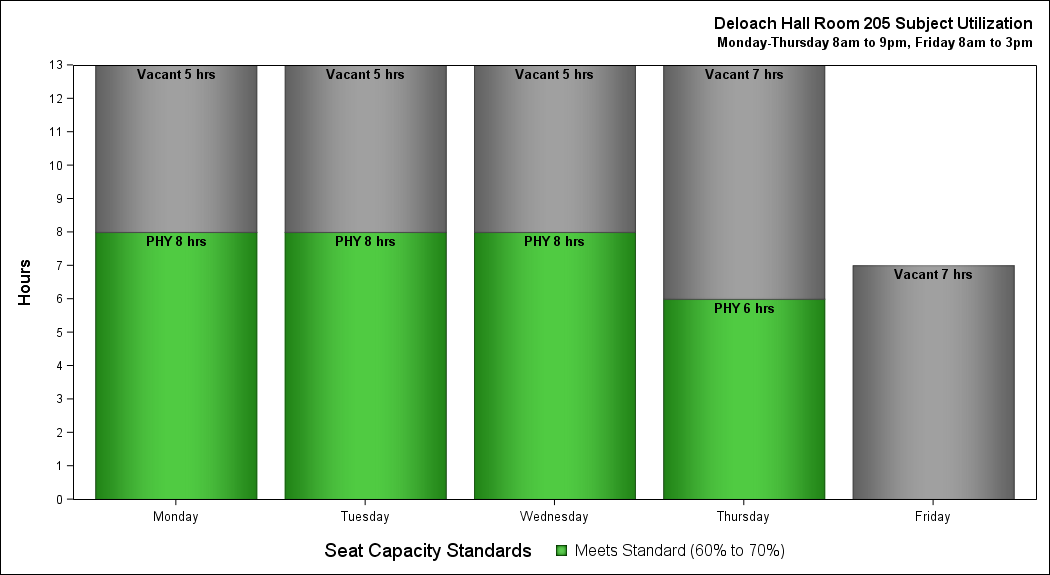 Deloach Hall Room 205 Subject Utilization
Monday-Thursday 8am to 9pm, Friday 8am to 3pm
Hours
13
12
11
10
9
8
7
6
5
4
3
2
1
0
Vacant 5 hrs
PHY 8 hrs
Vacant 5 hrs
PHY 8 hrs
Vacant 5 hrs
PHY 8 hrs
Vacant 7 hrs
PHY 6 hrs
Vacant 7 hrs
Monday Tuesday Wednesday Thursday Friday
Seat Capacity Standards Meets Standard (60% to 70%)